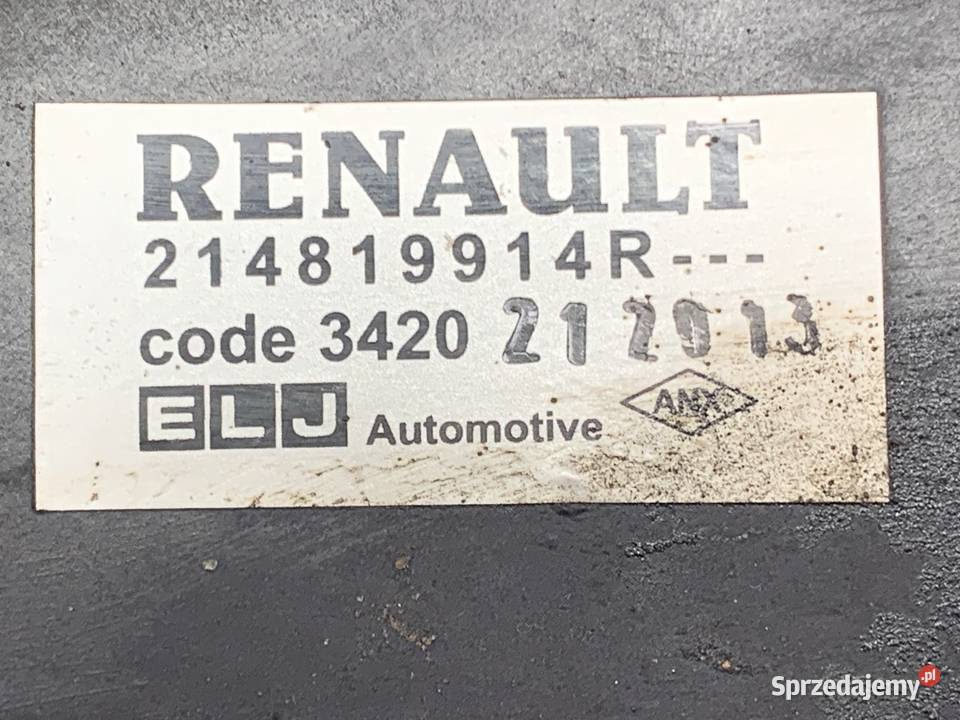 RENAULT
214819914R---
code 3420 21 2013
ELJ Automotive ANX
Sprzedajemy.pl